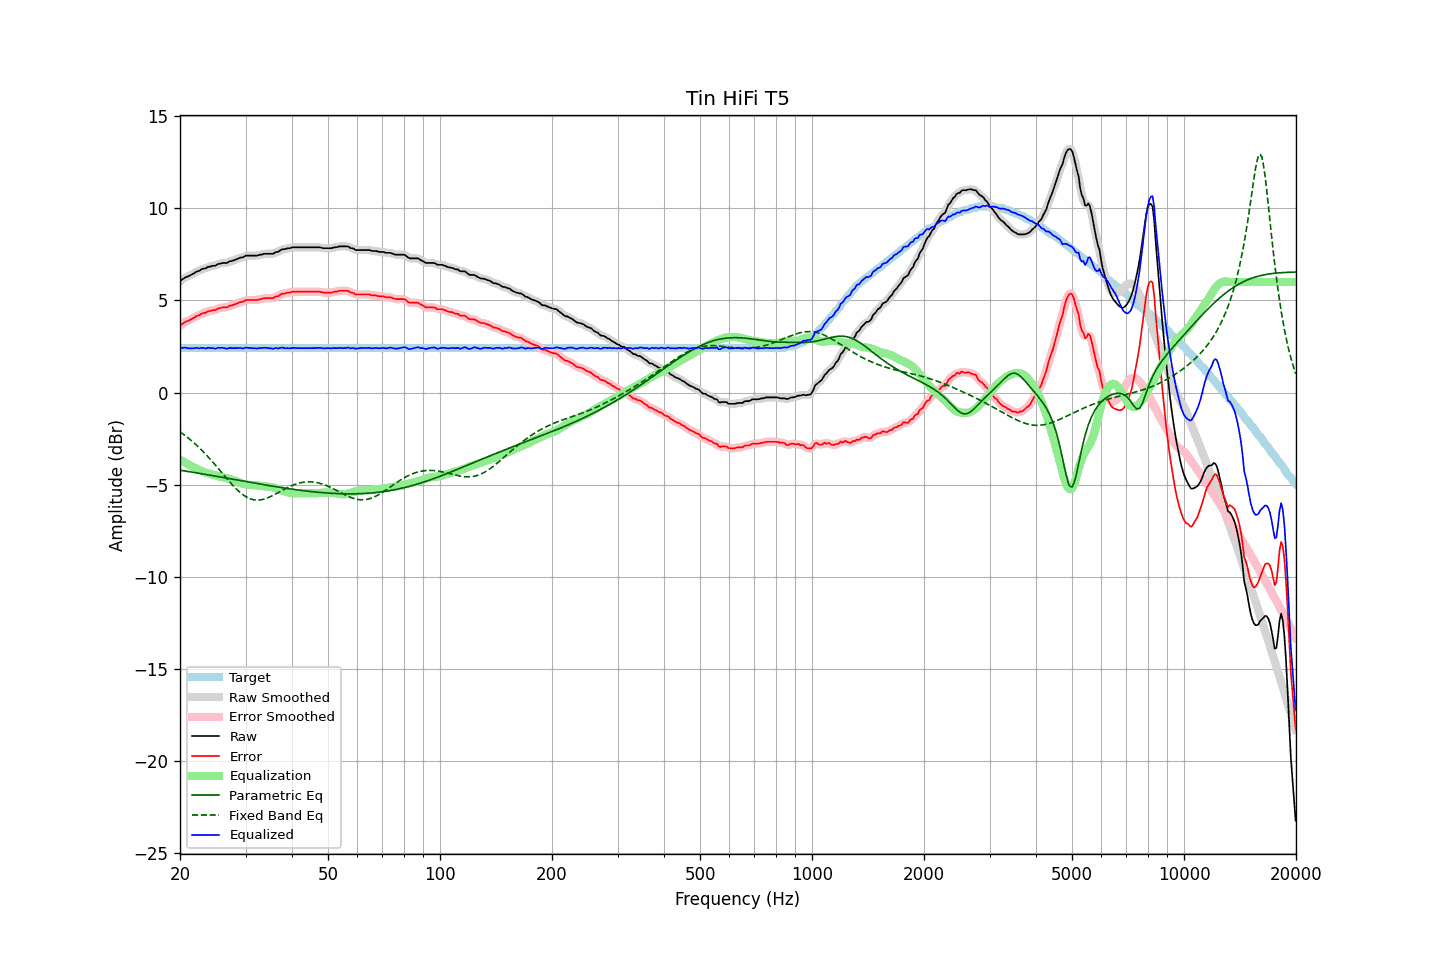 Tin HiFi T5
15
10
5
0
−5
−10
−15
−20
−25
Amplitude (dBr)
Target
Raw Smoothed
Error Smoothed
Raw
Error
Equalization
Parametric Eq
Fixed Band Eq
Equalized
20 50 100 200 500 1000 2000 5000 10000 20000
Frequency (Hz)